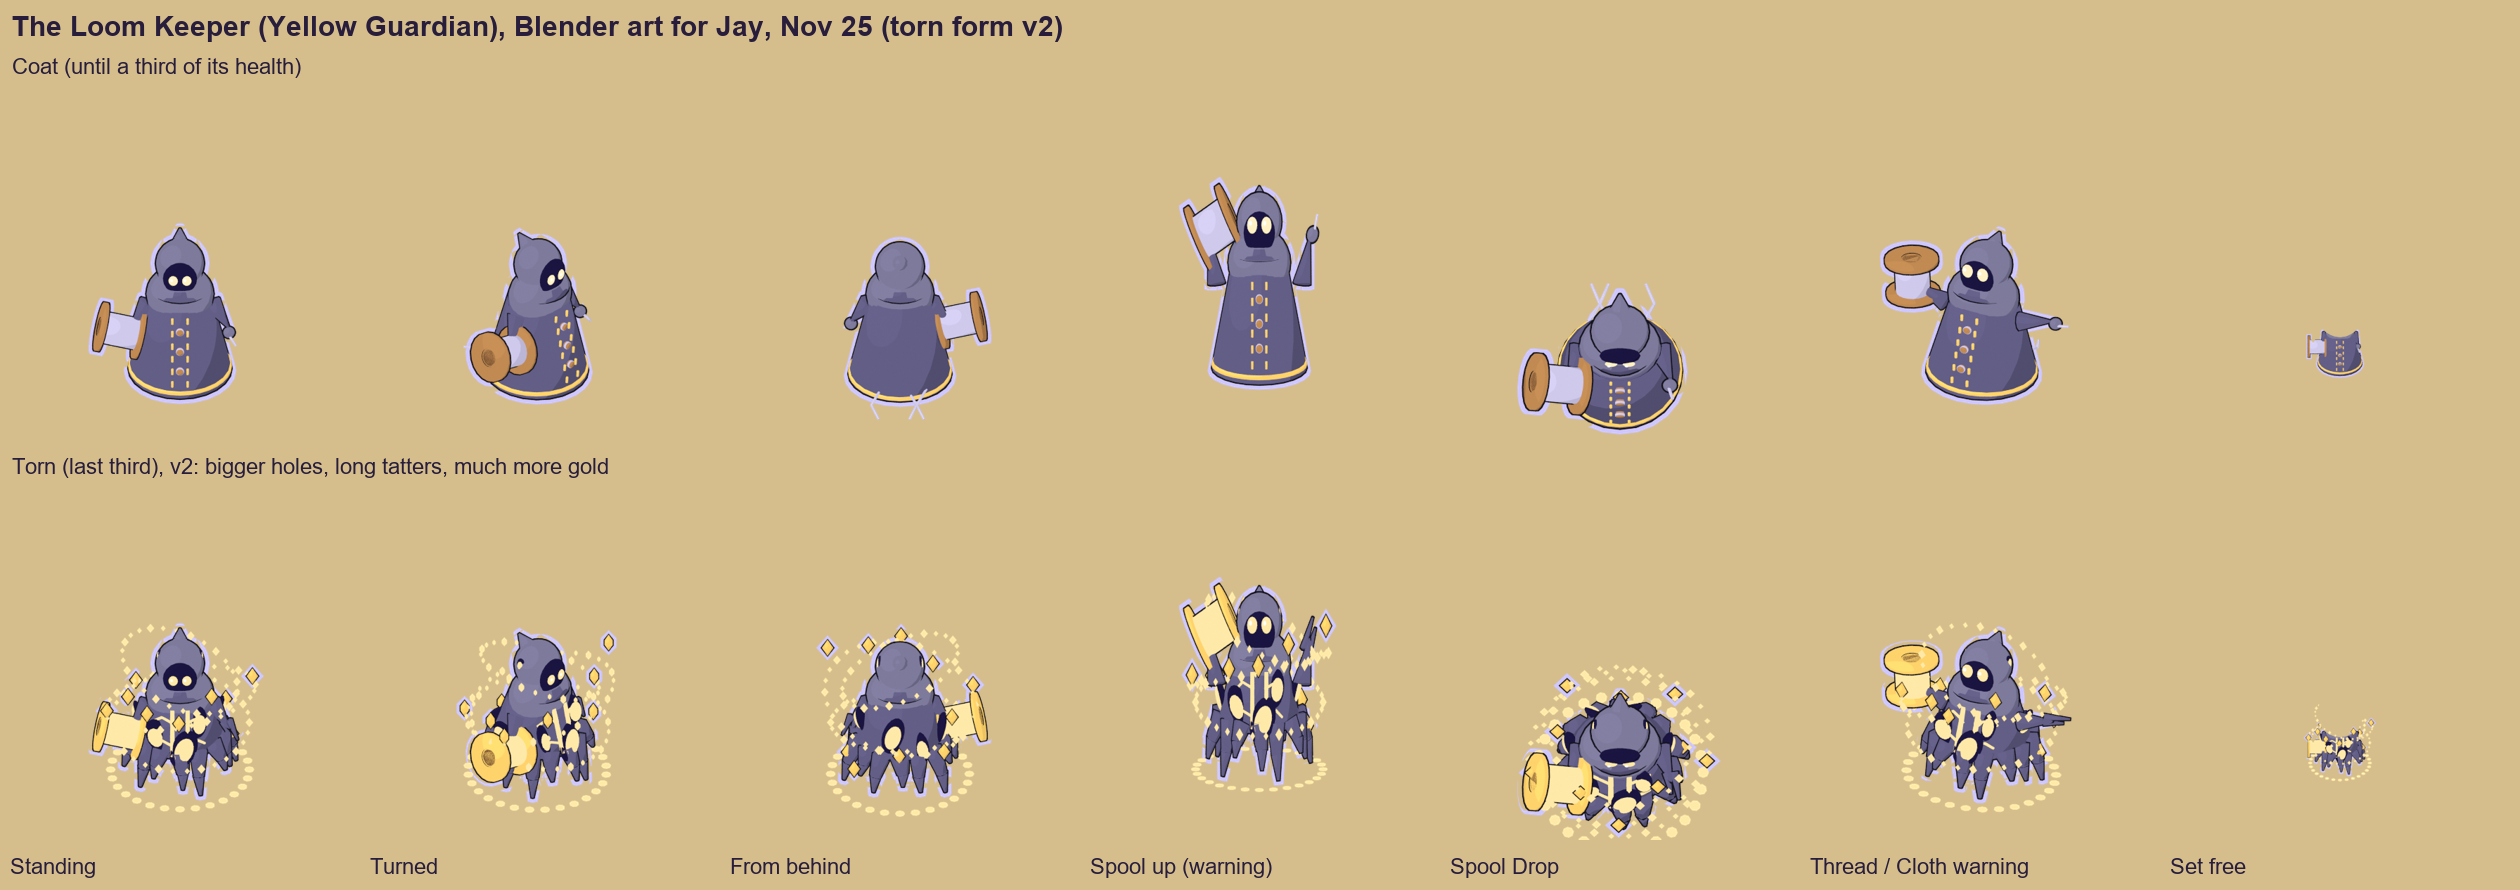 The Loom Keeper (Yellow Guardian), Blender art for Jay, Nov 25 (torn form v2)
Coat (until a third of its health)
Torn (last third), v2: bigger holes, long tatters, much more gold
Standing
Turned
From behind
Spool up (warning)
Spool Drop
Thread / Cloth warning
Set free